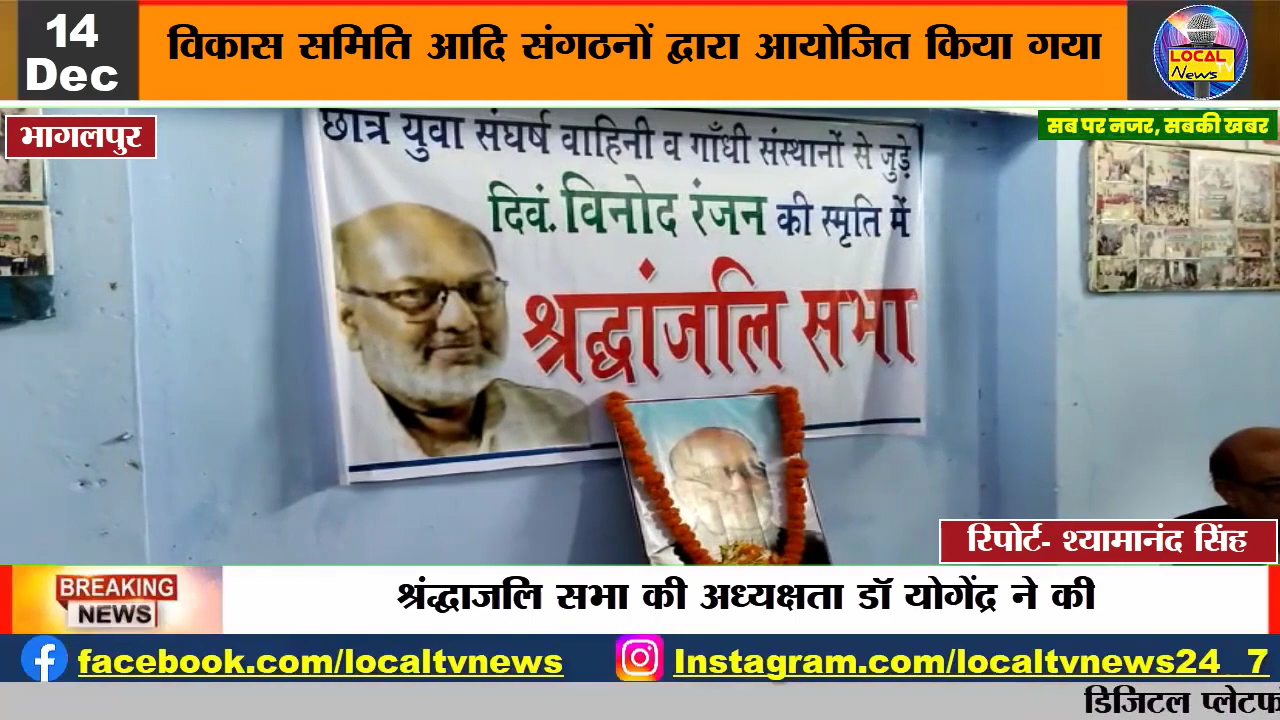 14
Dec
विकास समिति आदि संगठनों द्वारा आयोजित किया गया
LOCAL
TV
News
भागलपुर
सब पर नजर, सबकी खबर
छात्र युवा संघर्ष वाहिनी व गाँधी संस्थानों से जुड़े
दिवं. विनोद रंजन की स्मृति में
श्रद्धांजलि सभा
रिपोर्ट- श्यामानंद सिंह
BREAKING
NEWS
श्रंद्धाजलि सभा की अध्यक्षता डॉ योगेंद्र ने की
facebook.com/localtvnews
Instagram.com/localtvnews24_7
डिजिटल